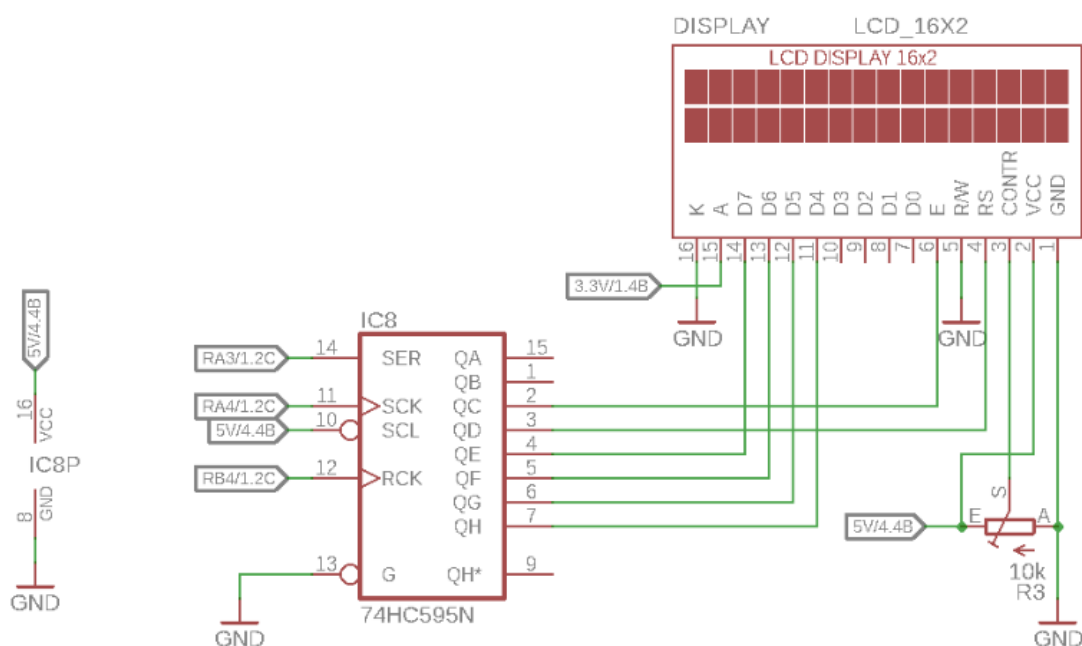 DISPLAY LCD_16X2
LCD DISPLAY 16x2
K A D7 D6 D5 D4 D3 D2 D1 D0 E R/W RS CONTR VCC GND
16 15 14 13 12 11 10 9 8 7 6 5 4 3 2 1
3.3V/1.4B
GND
GND
5V/4.4B
16
VCC
IC8P
8
GND
GND
IC8
RA3/1.2C 14 SER QA 15
QB 1
RA4/1.2C 11 SCK QC 2
5V/4.4B 10 SCL QD 3
QE 4
RB4/1.2C 12 RCK QF 5
QG 6
QH 7
13 G QH* 9
GND
74HC595N
5V/4.4B E S A
10k
R3
GND